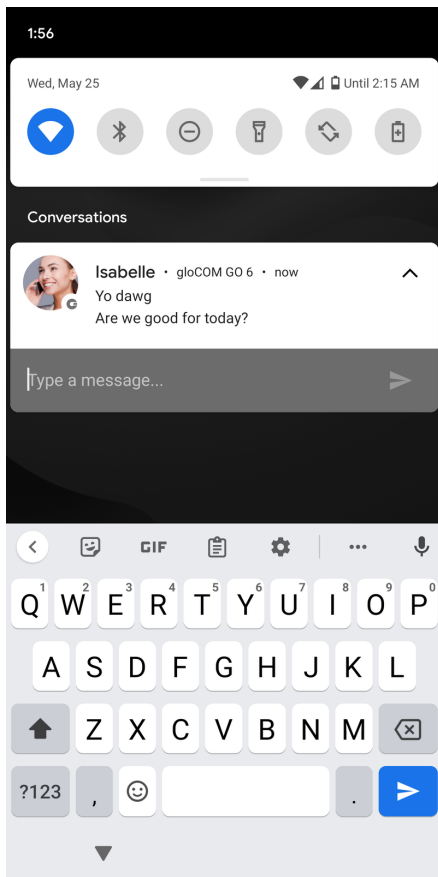 1:56
Wed, May 25 Until 2:15 AM
Conversations
Isabelle • gloCOM GO 6 • now
Yo dawg
Are we good for today?
Type a message...
GIF
1 2 3 4 5 6 7 8 9 0
Q W E R T Y U I O P
A S D F G H J K L
Z X C V B N M
?123 , .